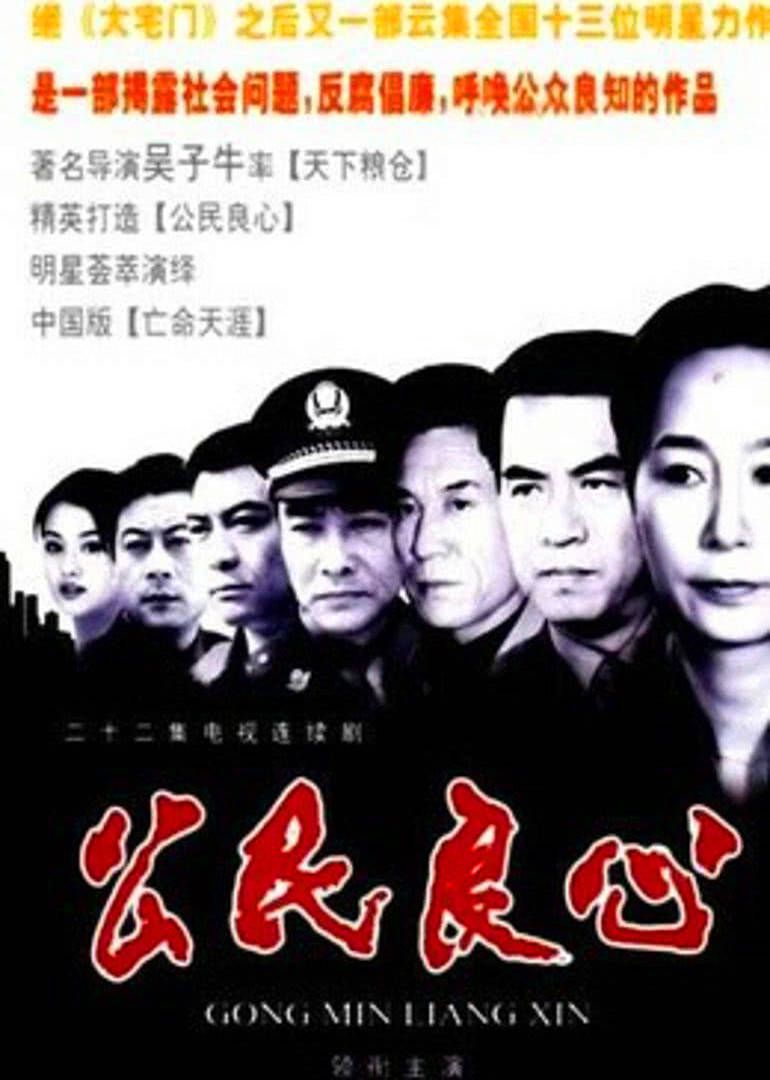 继《大宅门》之后又一部云集全国十三位明星力作
是一部揭露社会问题,反腐倡廉,呼唤公众良知的作品
著名导演吴子牛率【天下粮仓】
精英打造【公民良心】
明星荟萃演绎
中国版【亡命天涯】
二十二集电视连续剧
公民良心
GONG MIN LIANG XIN
主演